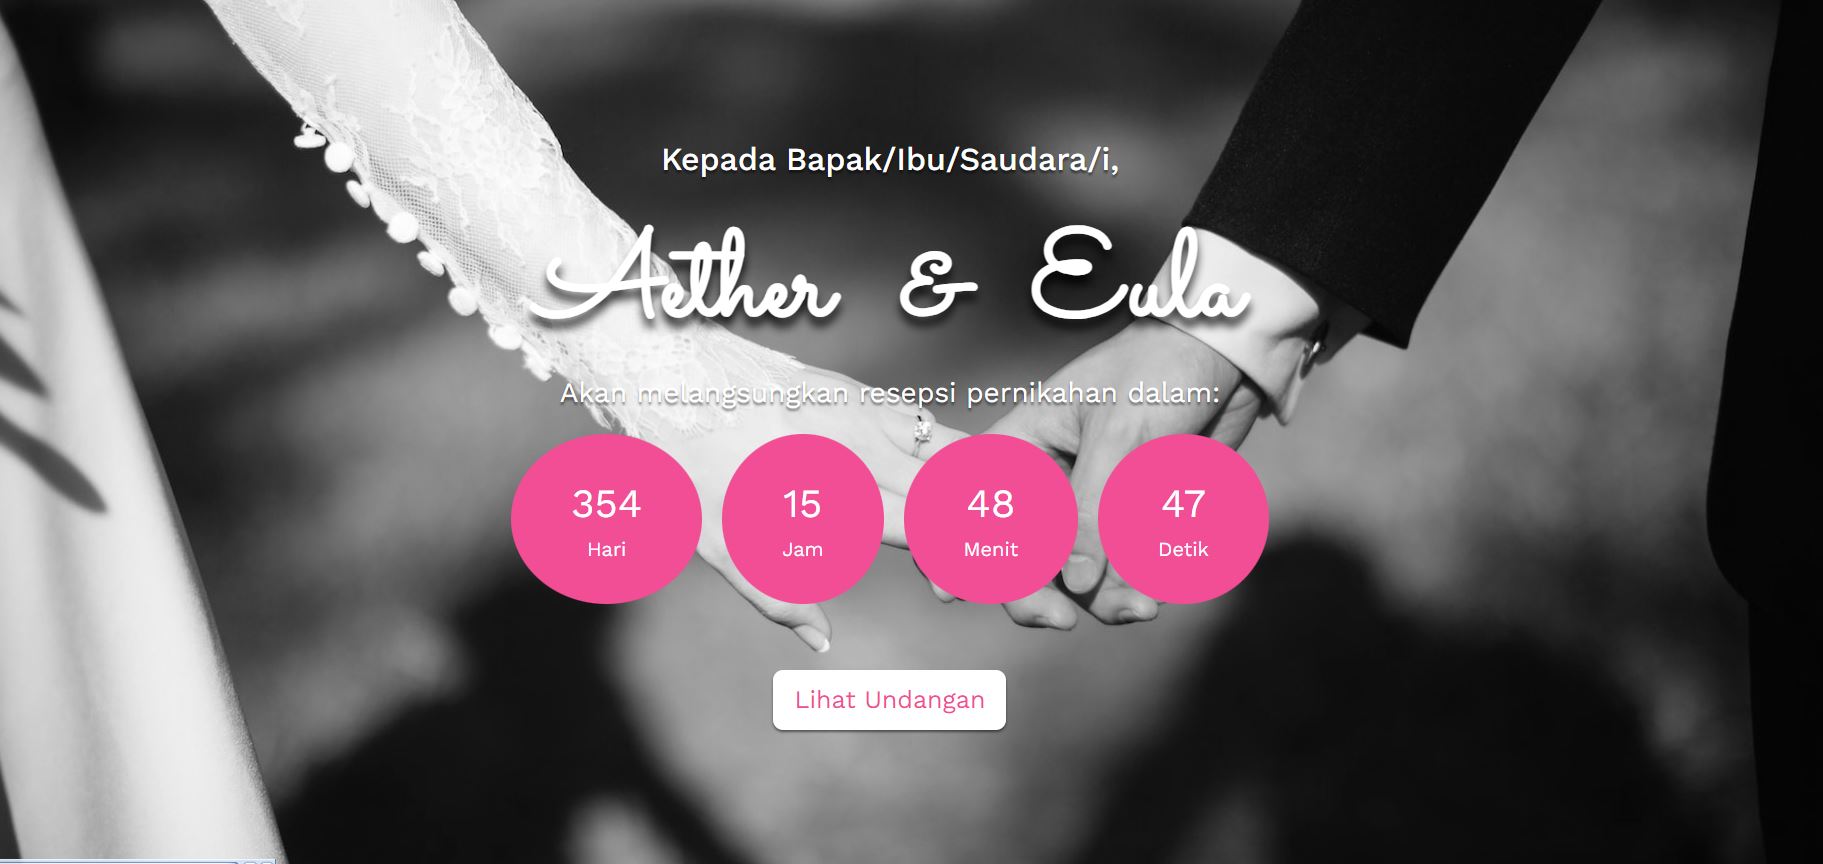 Kepada Bapak/Ibu/Saudara/i,
Aether & Eula
Akan melangsungkan resepsi pernikahan dalam:
354 15 48 47
Hari Jam Menit Detik
Lihat Undangan